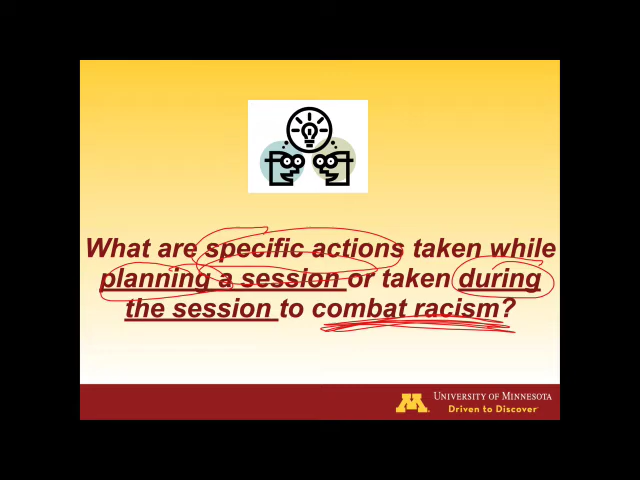 What are specific actions taken while
planning a session or taken during
the session to combat racism?
M
UNIVERSITY OF MINNESOTA
Driven to Discover